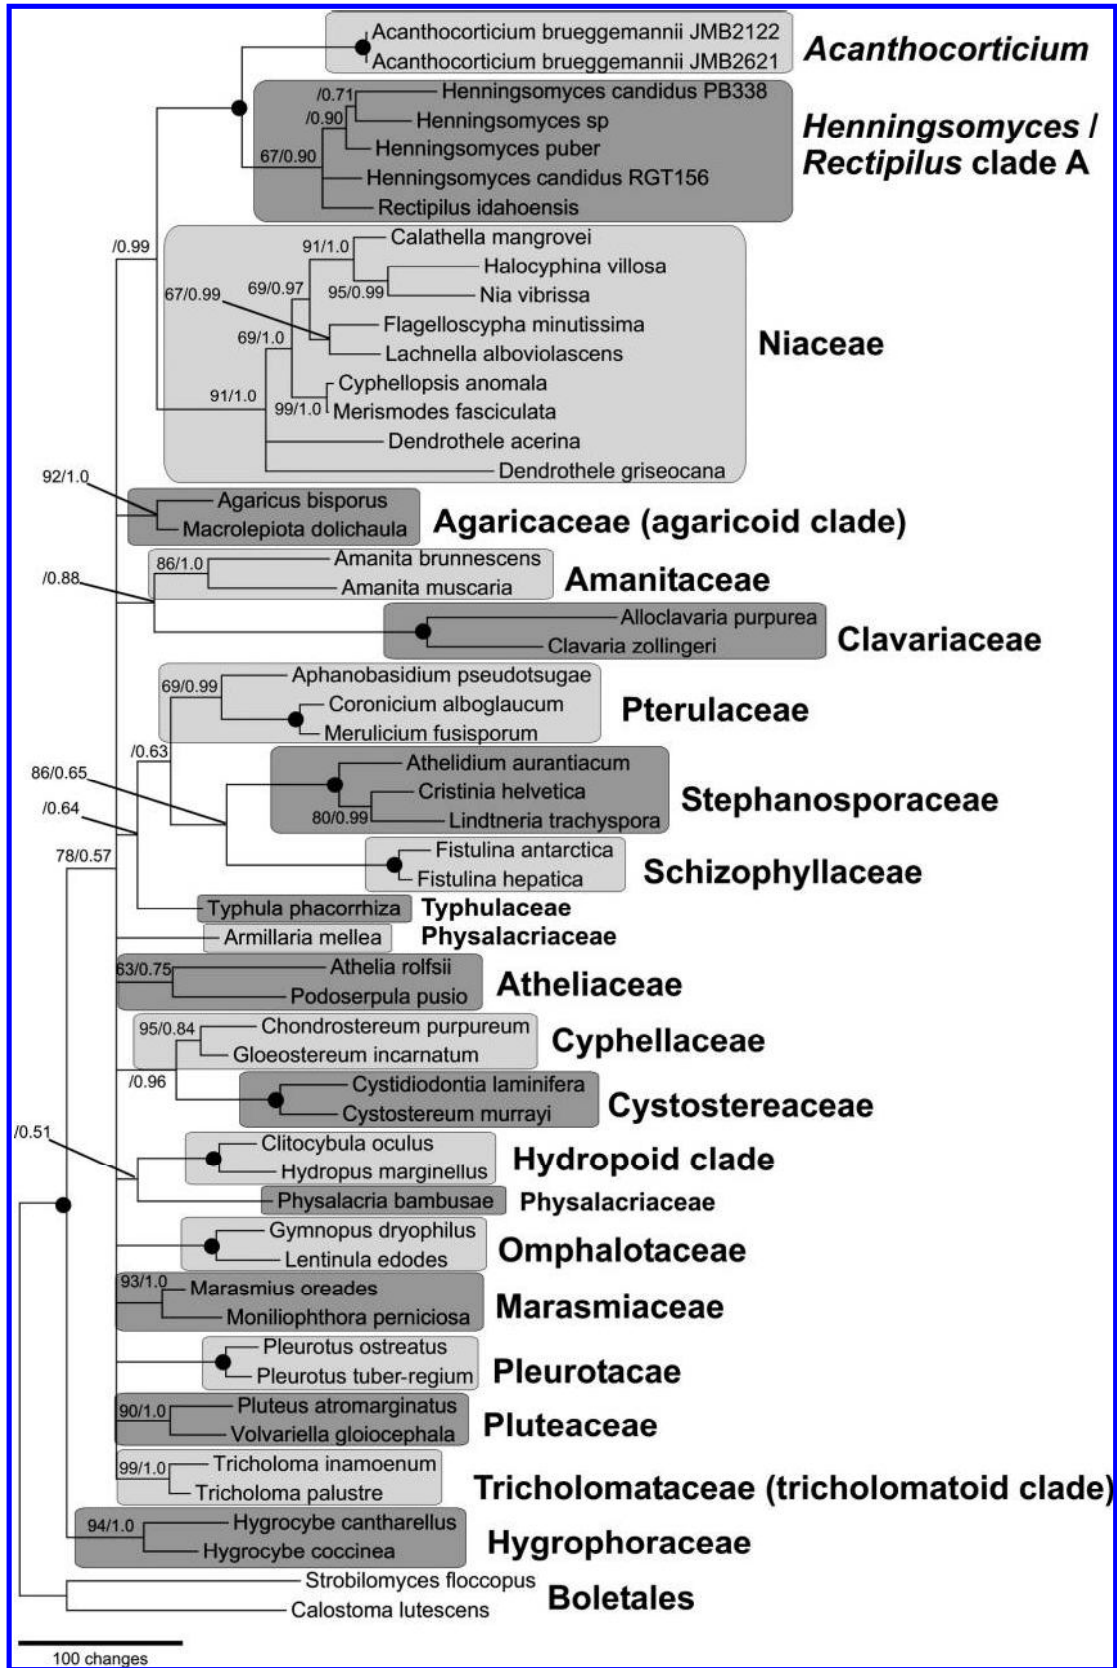 Acanthocorticium brueggemannii JMB2122
Acanthocorticium brueggemannii JMB2621
Acanthocorticium
/0.71
Henningsomyces candidus PB338
/0.90
Henningsomyces sp
Henningsomyces puber
67/0.90
Henningsomyces candidus RGT156
Rectipilus idahoensis
Henningsomyces /
Rectipilus clade A
/0.99
91/1.0
Calathella mangrovei
Halocyphina villosa
95/0.99
Nia vibrissa
69/0.97
67/0.99
Flagelloscypha minutissima
Lachnella alboviolascens
69/1.0
Cyphellopsis anomala
99/1.0
Merismodes fasciculata
91/1.0
Dendrothele acerina
Dendrothele griseocana
Niaceae
92/1.0
Agaricus bisporus
Macrolepiota dolichaula
Agaricaceae (agaricoid clade)
/0.88
86/1.0
Amanita brunnescens
Amanita muscaria
Amanitaceae
Alloclavaria purpurea
Clavaria zollingeri
Clavariaceae
69/0.99
Aphanobasidium pseudotsugae
Coronicium alboglaucum
Merulicium fusisporum
Pterulaceae
/0.63
86/0.65
/0.64
Athelidium aurantiacum
Cristinia helvetica
80/0.99
Lindtneria trachyspora
Stephanosporaceae
78/0.57
Fistulina antarctica
Fistulina hepatica
Schizophyllaceae
Typhula phacorrhiza
Typhulaceae
Armillaria mellea
Physalacriaceae
63/0.75
Athelia rolfsii
Podoserpula pusio
Atheliaceae
95/0.84
Chondrostereum purpureum
Gloeostereum incarnatum
Cyphellaceae
/0.96
Cystidiodontia laminifera
Cystostereum murrayi
Cystostereaceae
/0.51
Clitocybula oculus
Hydropus marginellus
Hydropoid clade
Physalacria bambusae
Physalacriaceae
Gymnopus dryophilus
Lentinula edodes
Omphalotaceae
93/1.0
Marasmius oreades
Moniliophthora perniciosa
Marasmiaceae
Pleurotus ostreatus
Pleurotus tuber-regium
Pleurotacae
90/1.0
Pluteus atromarginatus
Volvariella gloiocephala
Pluteaceae
99/1.0
Tricholoma inamoenum
Tricholoma palustre
Tricholomataceae (tricholomatoid clade)
94/1.0
Hygrocybe cantharellus
Hygrocybe coccinea
Hygrophoraceae
Strobilomyces floccopus
Calostoma lutescens
Boletales
100 changes